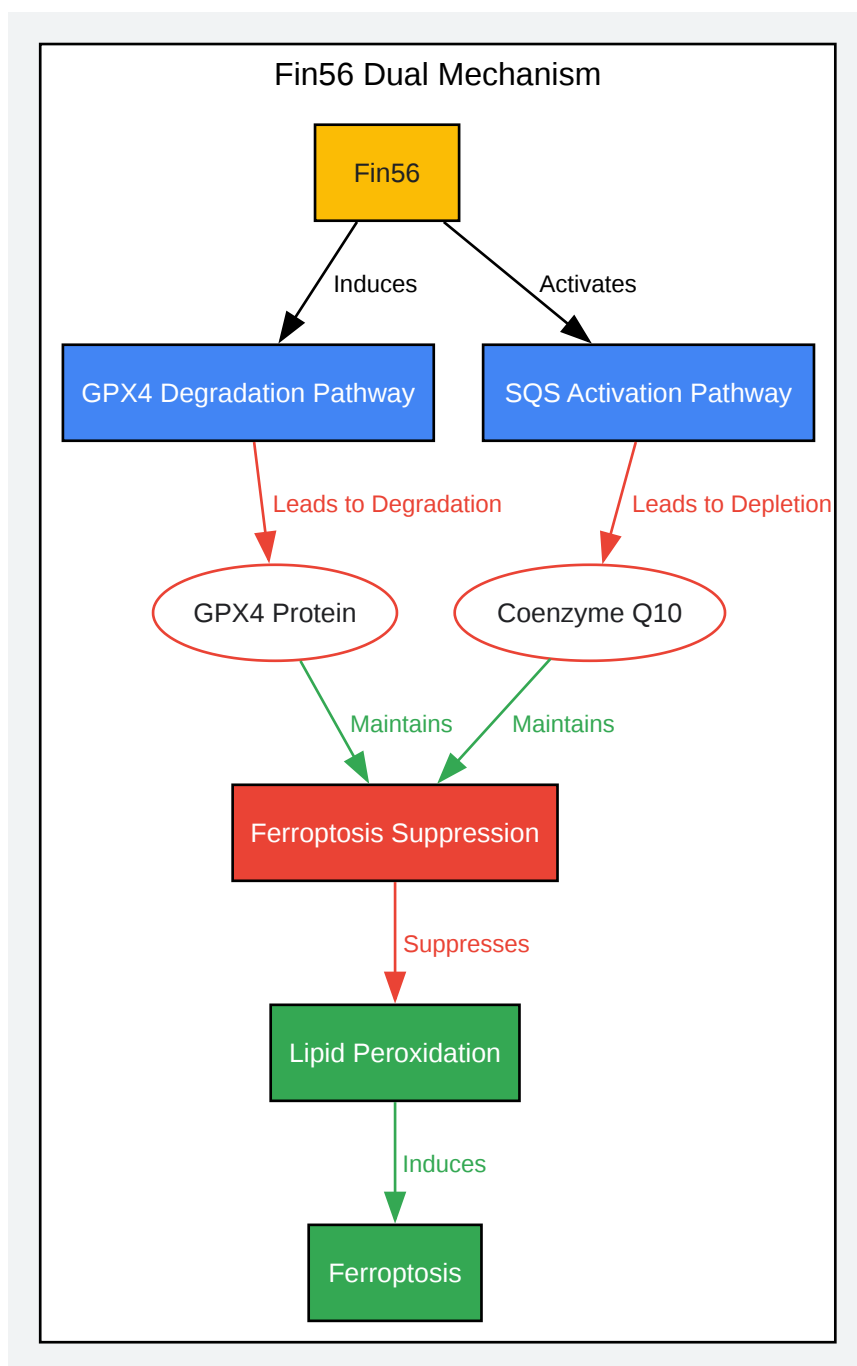 Fin56 Dual Mechanism
Fin56
Induces
Activates
GPX4 Degradation Pathway
SQS Activation Pathway
Leads to Degradation
Leads to Depletion
GPX4 Protein
Coenzyme Q10
Maintains
Maintains
Ferroptosis Suppression
Suppresses
Lipid Peroxidation
Induces
Ferroptosis